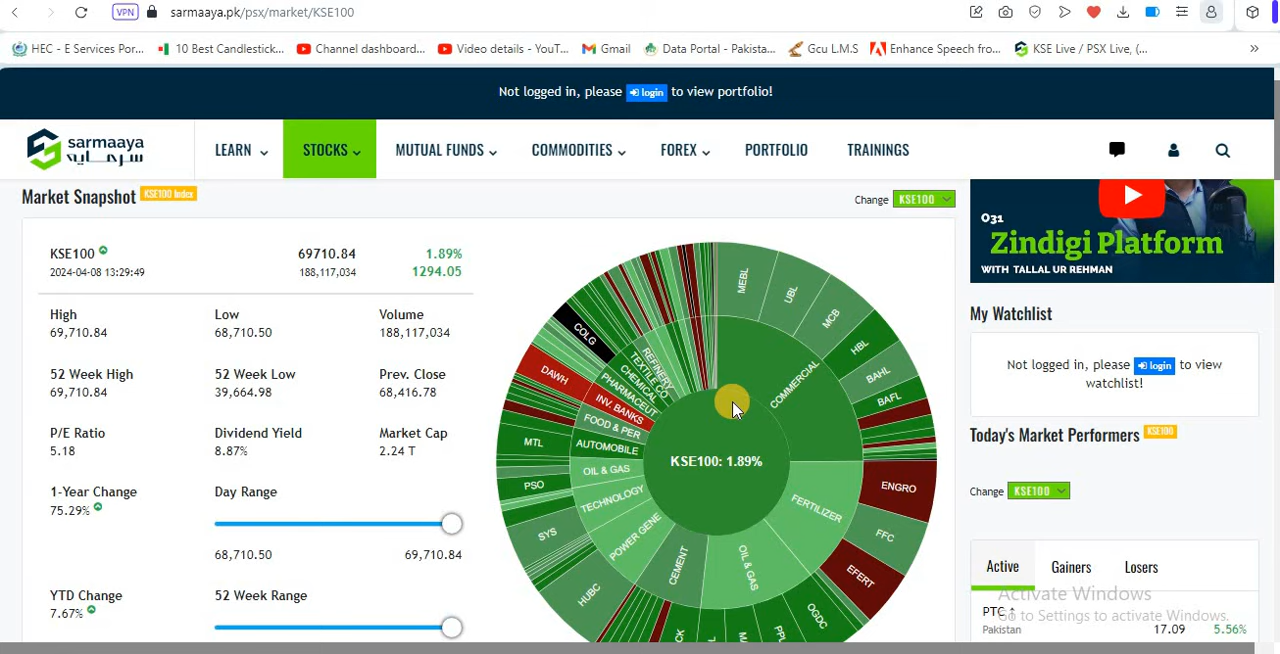 VPN sarmaaya.pk/psx/market/KSE100
HEC - E Services Por... 10 Best Candlestick... Channel dashboard... Video details - YouT... Gmail Data Port – Pakista... Gcu L.M.S Enhance Speech fro... KSE Live / PSX Live, (... »
Not logged in, please login to view portfolio!
sarmaaya
سرمایہ
LEARN STOCKS MUTUAL FUNDS COMMODITIES FOREX PORTFOLIO TRAININGS
Market Snapshot KSE100 Index
Change KSE100
KSE100 69710.84 1.89%
2024-04-08 13:29:49 188,117,034 1294.05
High Low Volume
69,710.84 68,710.50 188,117,034
52 Week High 52 Week Low Prev. Close
69,710.84 39,664.98 68,416.78
P/E Ratio Dividend Yield Market Cap
5.18 8.87% 2.24 T
1-Year Change Day Range
75.29%
68,710.50 69,710.84
YTD Change 52 Week Range
7.67%
KSE100: 1.89%
COMMERCIAL
FERTILIZER
OIL & GAS
CEMENT
POWER GENE
TECHNOLOGY
OIL & GAS
AUTOMOBILE
FOOD & PER
INV. BANKS
PHARMACEUT
CHEMICAL
TEXTILE CO
REFINERY
MEBL
UBL
MCB
HBL
BAHL
BAFL
ENGRO
FFC
EFERT
OGDC
PPL
HUBC
SYS
PSO
MTL
DAWH
COLG
031
Zindigi Platform
WITH TALLAL UR REHMAN
My Watchlist
Not logged in, please login to view
watchlist!
Today's Market Performers KSE100
Change KSE100
Active Gainers Losers
PTC
Pakistan 17.09 5.56%
Activate Windows
Go to Settings to activate Windows.